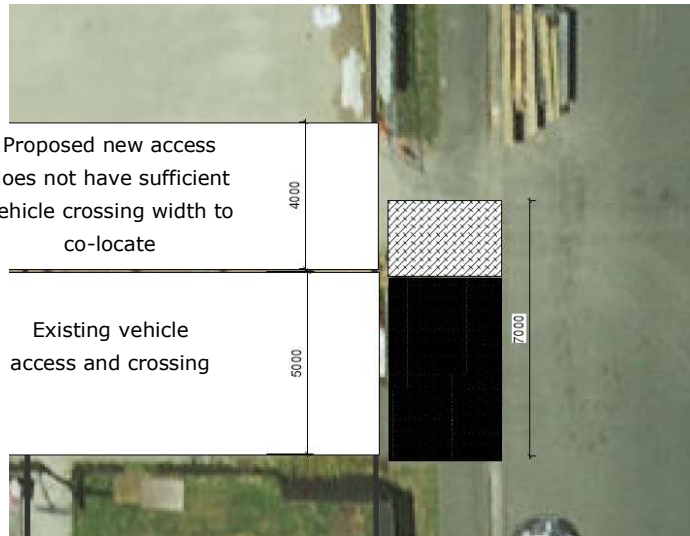 Proposed new access
oes not have sufficient
ehicle crossing width to
co-locate
4000
Existing vehicle
access and crossing
5000
7000